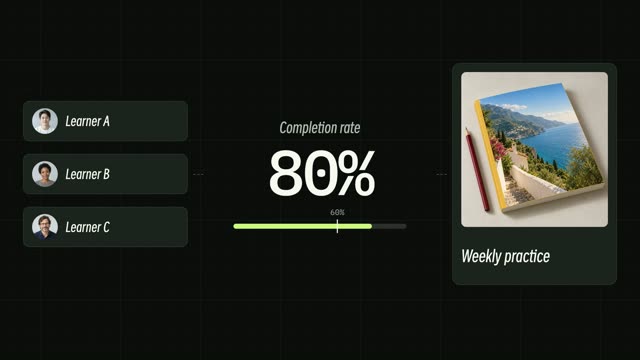 Learner A
Learner B
Learner C
Completion rate
80%
60%
Weekly practice